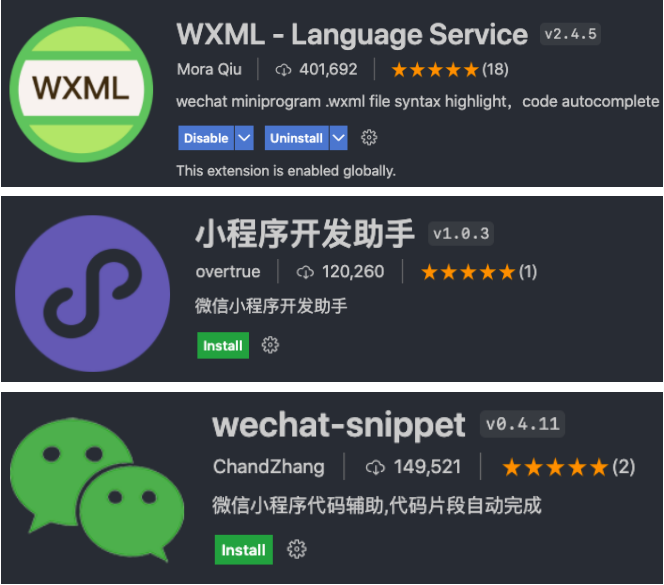 WXML
WXML - Language Service v2.4.5
Mora Qiu 401,692 (18)
wechat miniprogram .wxml file syntax highlight，code autocomplete
Disable Uninstall
This extension is enabled globally.
小程序开发助手 v1.0.3
overtrue 120,260 (1)
微信小程序开发助手
Install
wechat-snippet v0.4.11
ChandZhang 149,521 (2)
微信小程序代码辅助,代码片段自动完成
Install